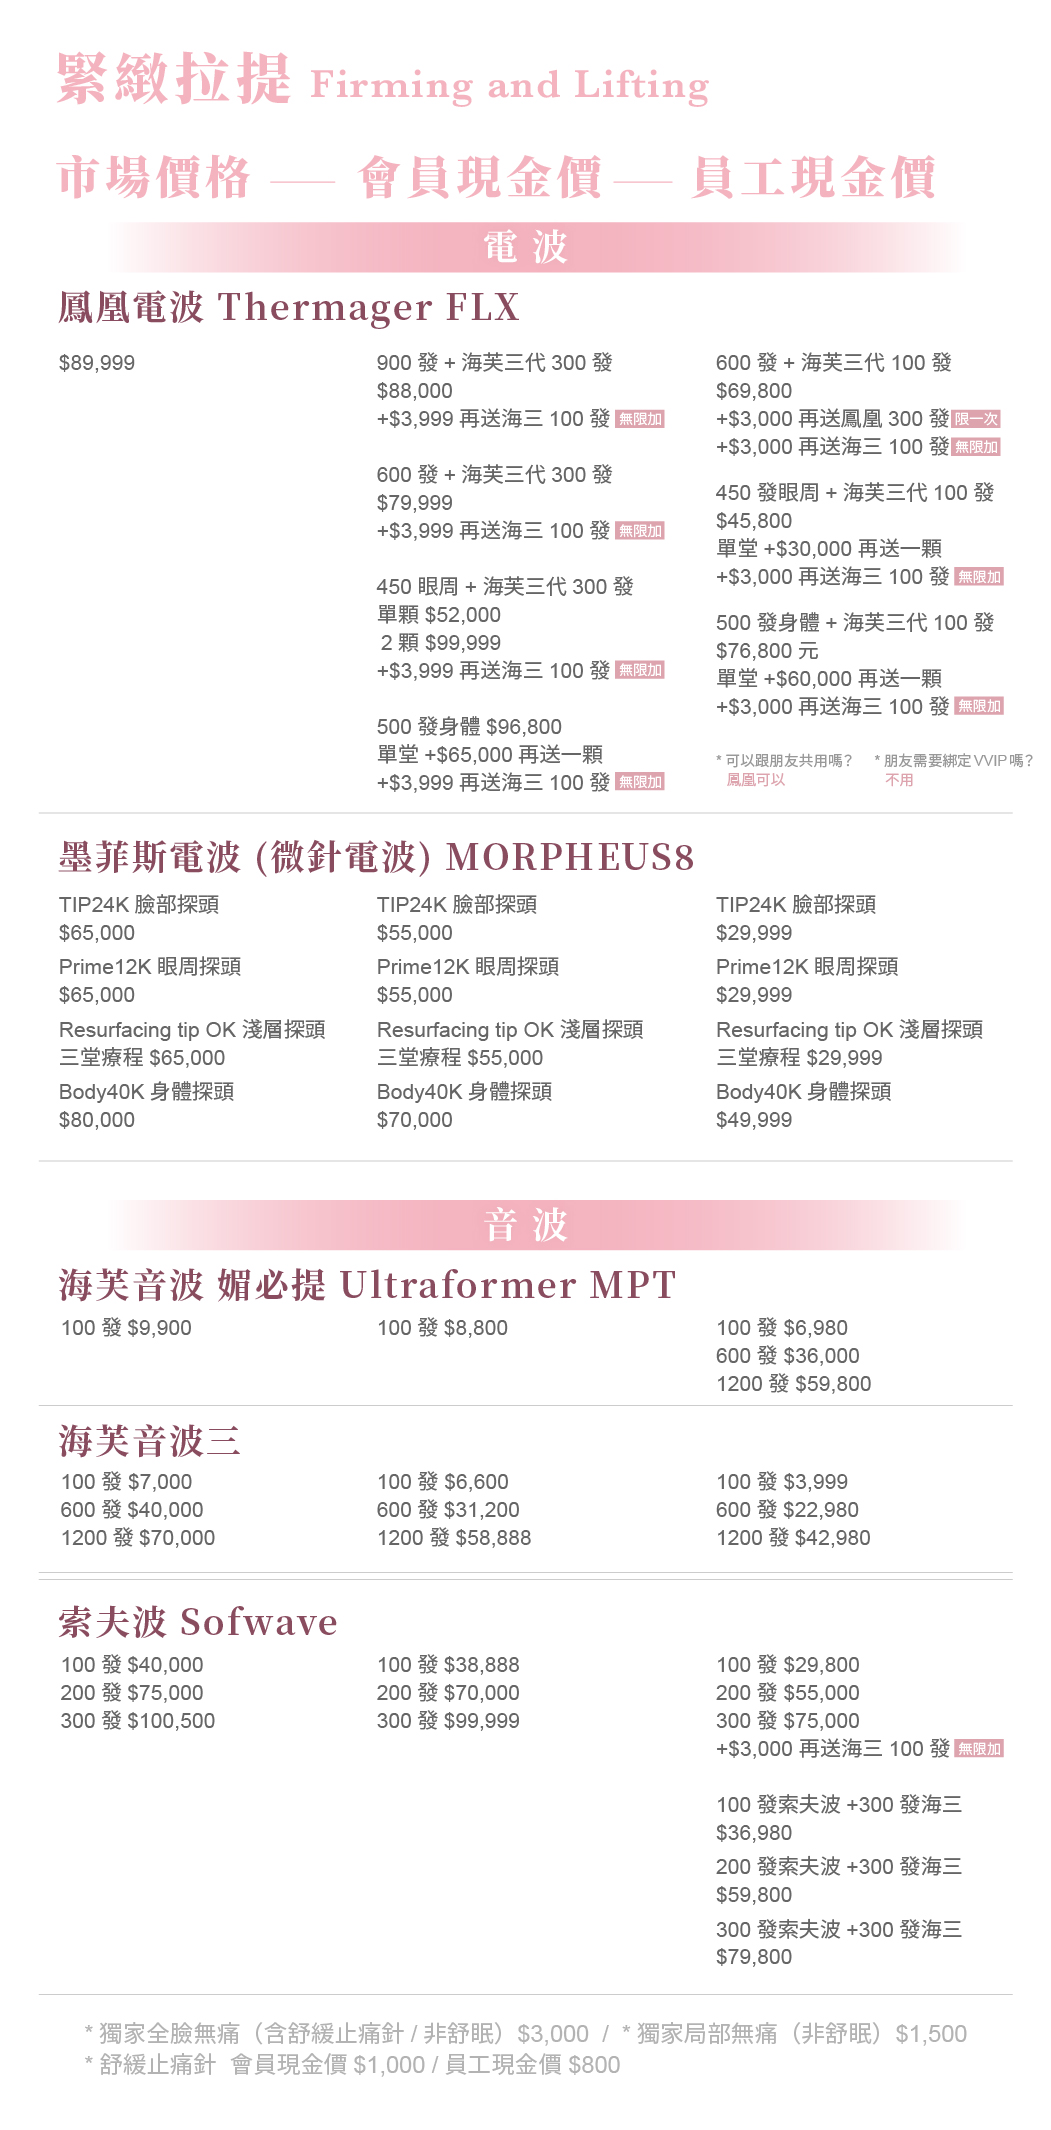 緊緻拉提 Firming and Lifting
市場價格 —— 會員現金價 —— 員工現金價
電 波
鳳凰電波 Thermager FLX
$89,999
900 發 + 海芙三代 300 發
$88,000
+$3,999 再送海三 100 發 無限加
600 發 + 海芙三代 300 發
$79,999
+$3,999 再送海三 100 發 無限加
450 眼周 + 海芙三代 300 發
單顆 $52,000
2 顆 $99,999
+$3,999 再送海三 100 發 無限加
500 發身體 $96,800
單堂 +$65,000 再送一顆
+$3,999 再送海三 100 發 無限加
600 發 + 海芙三代 100 發
$69,800
+$3,000 再送鳳凰 300 發 限一次
+$3,000 再送海三 100 發 無限加
450 發眼周 + 海芙三代 100 發
$45,800
單堂 +$30,000 再送一顆
+$3,000 再送海三 100 發 無限加
500 發身體 + 海芙三代 100 發
$76,800 元
單堂 +$60,000 再送一顆
+$3,000 再送海三 100 發 無限加
* 可以跟朋友共用嗎?
鳳凰可以
* 朋友需要綁定 VVIP 嗎?
不用
墨菲斯電波 (微針電波) MORPHEUS8
TIP24K 臉部探頭
$65,000
Prime12K 眼周探頭
$65,000
Resurfacing tip OK 淺層探頭
三堂療程 $65,000
Body40K 身體探頭
$80,000
TIP24K 臉部探頭
$55,000
Prime12K 眼周探頭
$55,000
Resurfacing tip OK 淺層探頭
三堂療程 $55,000
Body40K 身體探頭
$70,000
TIP24K 臉部探頭
$29,999
Prime12K 眼周探頭
$29,999
Resurfacing tip OK 淺層探頭
三堂療程 $29,999
Body40K 身體探頭
$49,999
音 波
海芙音波 媚必提 Ultraformer MPT
100 發 $9,900
100 發 $8,800
100 發 $6,980
600 發 $36,000
1200 發 $59,800
海芙音波三
100 發 $7,000
600 發 $40,000
1200 發 $70,000
100 發 $6,600
600 發 $31,200
1200 發 $58,888
100 發 $3,999
600 發 $22,980
1200 發 $42,980
索夫波 Sofwave
100 發 $40,000
200 發 $75,000
300 發 $100,500
100 發 $38,888
200 發 $70,000
300 發 $99,999
100 發 $29,800
200 發 $55,000
300 發 $75,000
+$3,000 再送海三 100 發 無限加
100 發索夫波 +300 發海三
$36,980
200 發索夫波 +300 發海三
$59,800
300 發索夫波 +300 發海三
$79,800
* 獨家全臉無痛（含舒緩止痛針 / 非舒眠）$3,000 / * 獨家局部無痛（非舒眠）$1,500
* 舒緩止痛針 會員現金價 $1,000 / 員工現金價 $800